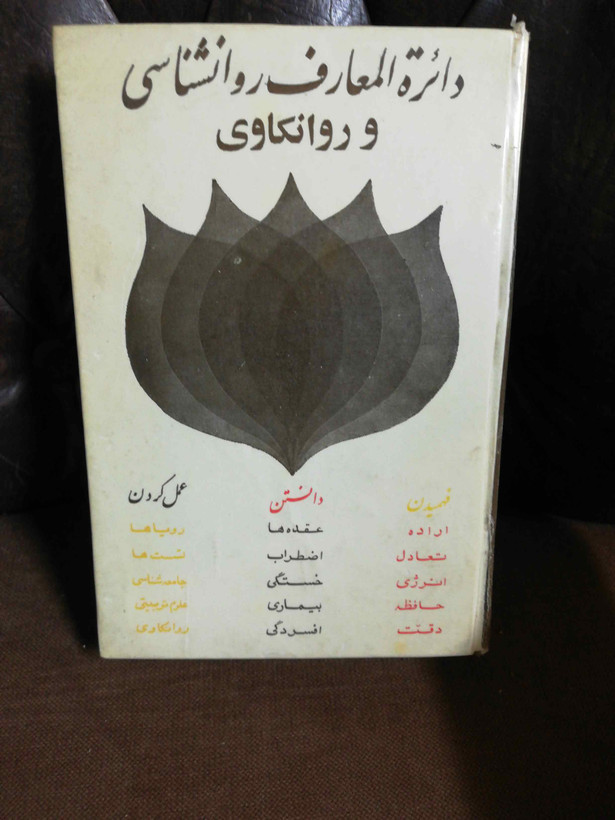 دائرة المعارف روانشناسی
و روانکاوی
فهمیدن دانستن عمل کردن
اراده عقده ها رویاها
تعادل اضطراب تست ها
انرژی خستگی جامعه شناسی
حافظه بیماری علوم تربیتی
دقت افسردگی روانکاوی